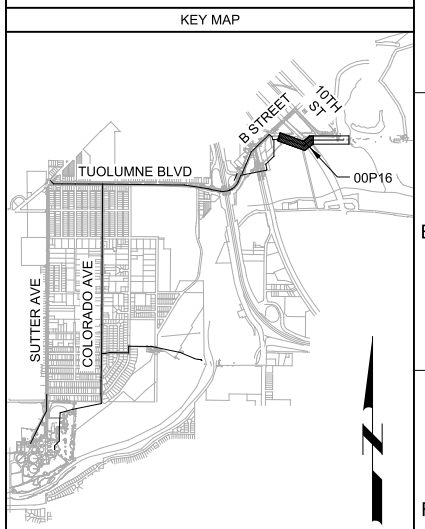 KEY MAP
B STREET
10TH
ST
TUOLUMNE BLVD
00P16
SUTTER AVE
COLORADO AVE
N